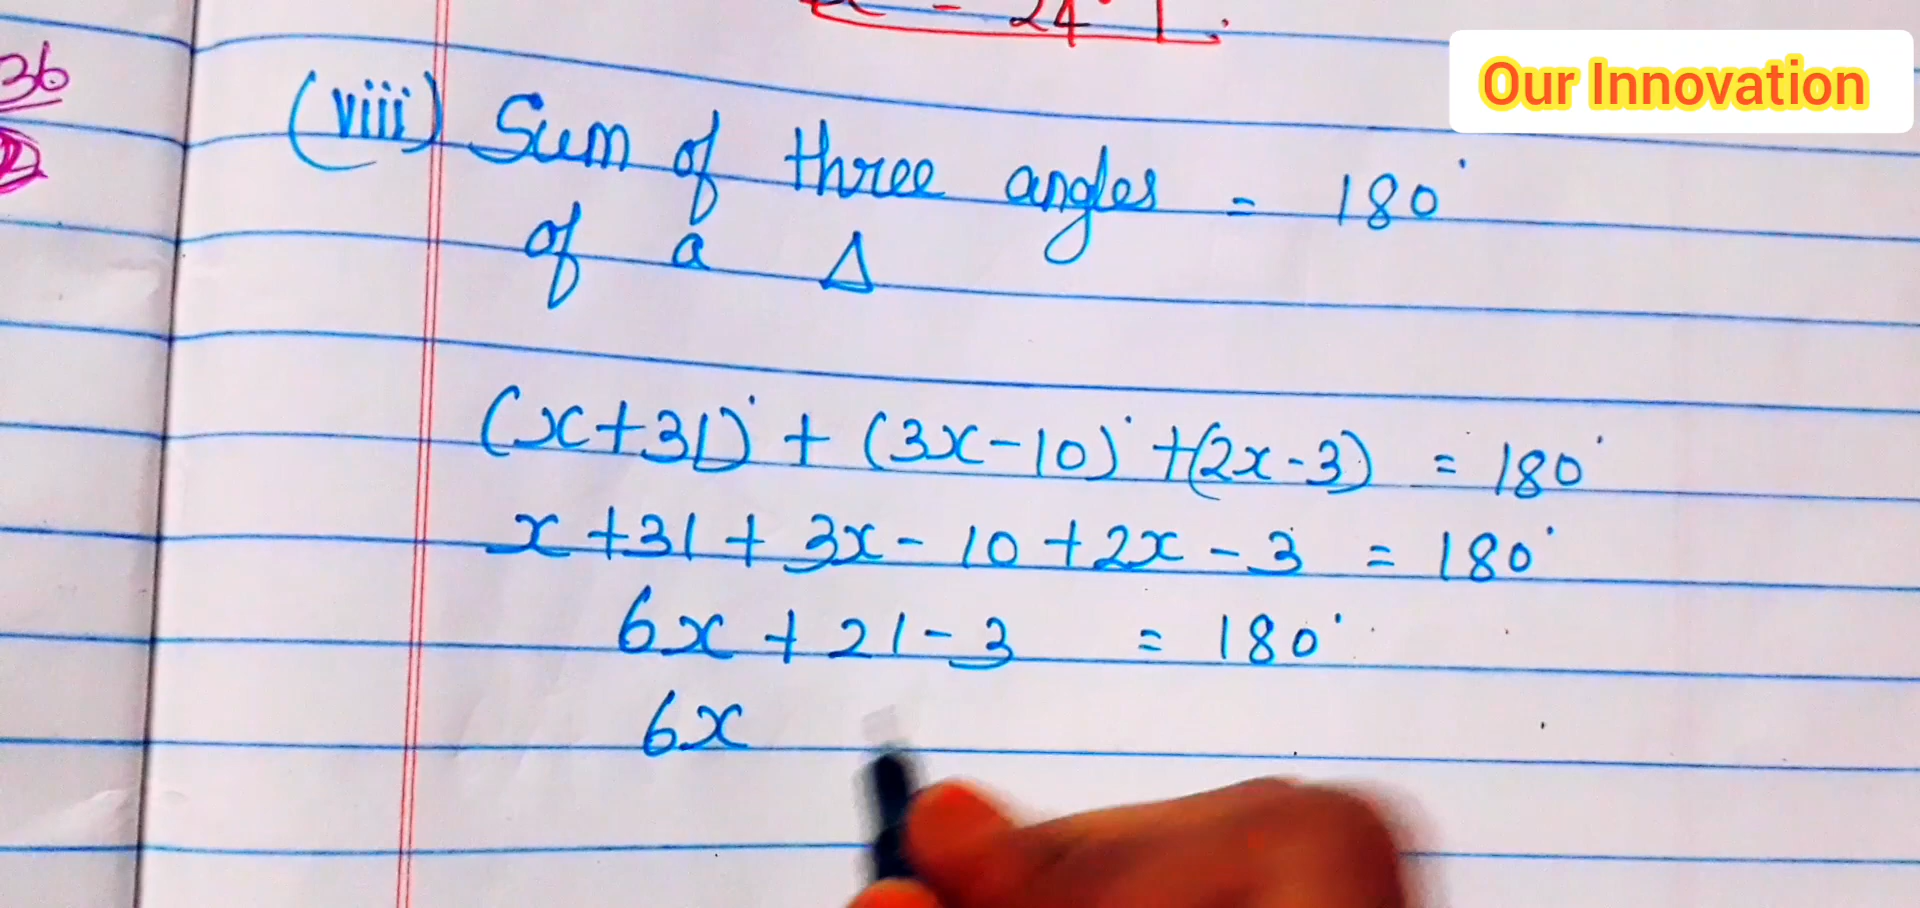 x = 24° .
Our Innovation
36
(viii) Sum of three angles = 180°
of a Δ
(x+31)° + (3x-10)° +(2x-3) = 180°
x +31 + 3x - 10 +2x - 3 = 180°
6x + 21 - 3 = 180°
6x